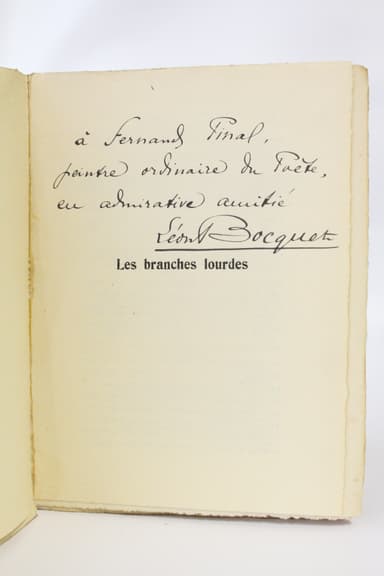 à Fernand Pinal,
peintre ordinaire du Poète,
en admirative amitié
Léon Bocquet
Les branches lourdes